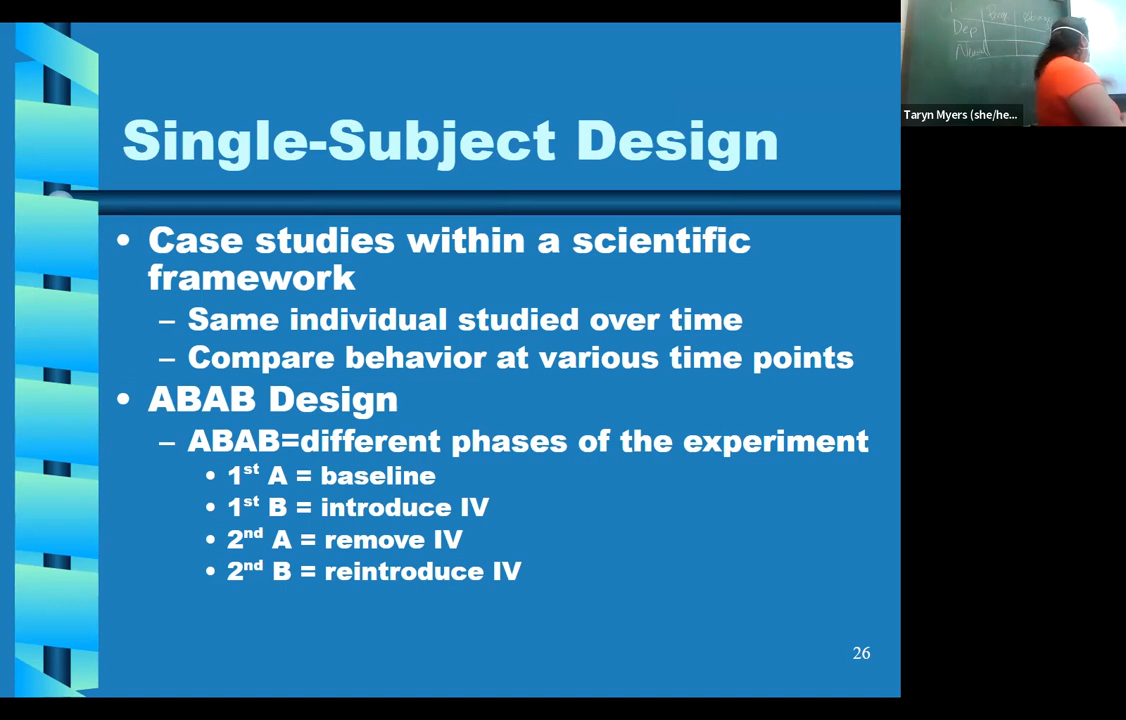 Single-Subject Design
• Case studies within a scientific
framework
– Same individual studied over time
– Compare behavior at various time points
• ABAB Design
– ABAB=different phases of the experiment
• 1st A = baseline
• 1st B = introduce IV
• 2nd A = remove IV
• 2nd B = reintroduce IV
26
Dep
Taryn Myers (she/he...